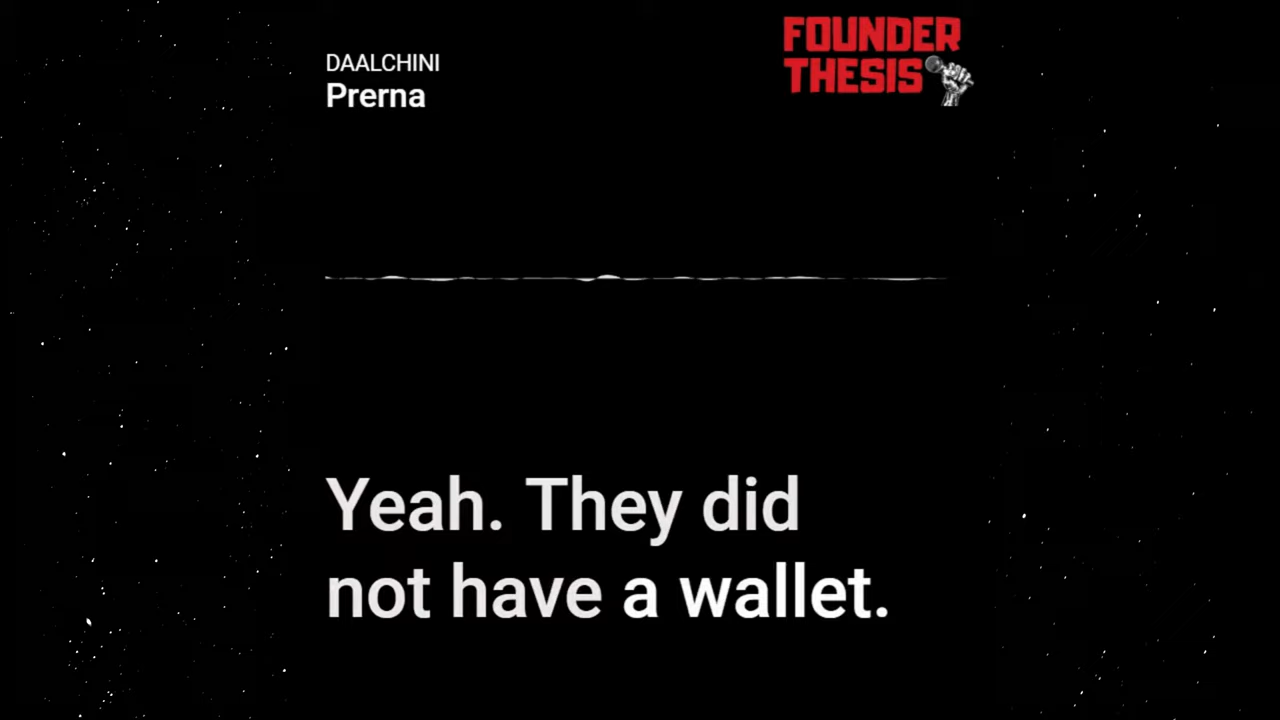 DAALCHINI
Prerna
FOUNDER
THESIS
Yeah. They did
not have a wallet.